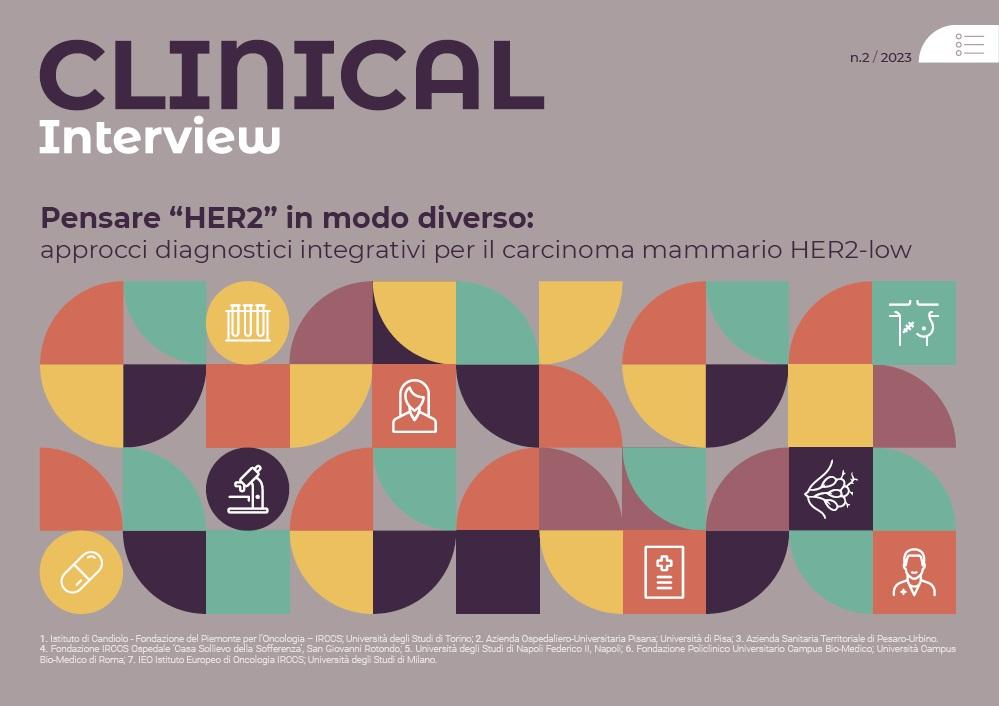 CLINICAL
n.2 / 2023
Interview
Pensare “HER2” in modo diverso:
approcci diagnostici integrativi per il carcinoma mammario HER2-low
1. Istituto di Candiolo - Fondazione del Piemonte per l'Oncologia – IRCCS; Università degli Studi di Torino; 2. Azienda Ospedaliero-Universitaria Pisana; Università di Pisa; 3. Azienda Sanitaria Territoriale di Pesaro-Urbino.
4. Fondazione IRCCS Ospedale ‘Casa Sollievo della Sofferenza’, San Giovanni Rotondo; 5. Università degli Studi di Napoli Federico II, Napoli; 6. Fondazione Policlinico Universitario Campus Bio-Medico; Università Campus
Bio-Medico di Roma; 7. IEO Istituto Europeo di Oncologia IRCCS; Università degli Studi di Milano.